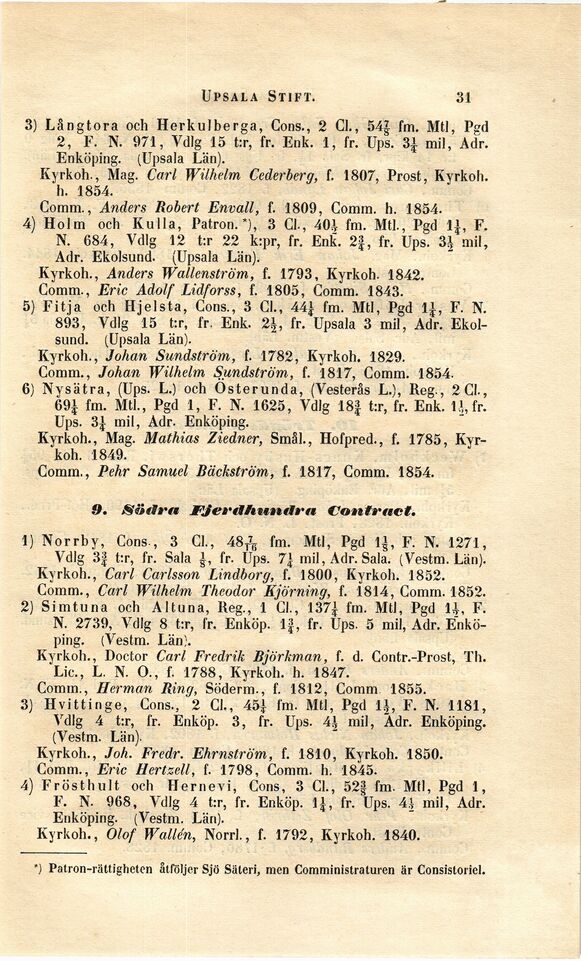 UPSALA STIFT. 31
3) Långtora och Herkulberga, Cons., 2 Cl., 54⅞ fm. Mtl, Pgd
2, F. N. 971, Vdlg 15 t:r, fr. Enk. 1, fr. Ups. 3¼ mil, Adr.
Enköping. (Upsala Län).
Kyrkoh., Mag. Carl Wilhelm Cederberg, f. 1807, Prost, Kyrkoh.
h. 1854.
Comm., Anders Robert Envall, f. 1809, Comm. h. 1854.
4) Holm och Kulla, Patron.*), 3 Cl., 40¼ fm. Mtl., Pgd 1¼, F.
N. 684, Vdlg 12 t:r 22 k:pr, fr. Enk. 2¾, fr. Ups. 3½ mil,
Adr. Ekolsund. (Upsala Län).
Kyrkoh., Anders Wallenström, f. 1793, Kyrkoh. 1842.
Comm., Eric Adolf Lidforss, f. 1805, Comm. 1843.
5) Fitja och Hjelsta, Cons., 3 Cl., 44¼ fm. Mtl, Pgd 1¼, F. N.
893, Vdlg 15 t:r, fr. Enk. 2½, fr. Upsala 3 mil, Adr. Ekol-
sund. (Upsala Län).
Kyrkoh., Johan Sundström, f. 1782, Kyrkoh. 1829.
Comm., Johan Wilhelm Sundström, f. 1817, Comm. 1854.
6) Nysätra, (Ups. L.) och Österunda, (Vesterås L.), Reg., 2 Cl.,
69¼ fm. Mtl., Pgd 1, F. N. 1625, Vdlg 18¾ t:r, fr. Enk. 1½, fr.
Ups. 3¼ mil, Adr. Enköping.
Kyrkoh., Mag. Mathias Ziedner, Smål., Hofpred., f. 1785, Kyr-
koh. 1849.
Comm., Pehr Samuel Bäckström, f. 1817, Comm. 1854.
9. Södra Fjerdhundra Contract.
1) Norrby, Cons., 3 Cl., 48 7/16 fm. Mtl, Pgd 1⅛, F. N. 1271,
Vdlg 3¾ t:r, fr. Sala ⅛, fr. Ups. 7¼ mil, Adr. Sala. (Vestm. Län).
Kyrkoh., Carl Carlsson Lindborg, f. 1800, Kyrkoh. 1852.
Comm., Carl Wilhelm Theodor Kjörning, f. 1814, Comm. 1852.
2) Simtuna och Altuna, Reg., 1 Cl., 137¼ fm. Mtl, Pgd 1½, F.
N. 2739, Vdlg 8 t:r, fr. Enköp. 1¾, fr. Ups. 5 mil, Adr. Enkö-
ping. (Vestm. Län).
Kyrkoh., Doctor Carl Fredrik Björkman, f. d. Contr.-Prost, Th.
Lic., L. N. O., f. 1788, Kyrkoh. h. 1847.
Comm., Herman Ring, Söderm., f. 1812, Comm 1855.
3) Hvittinge, Cons., 2 Cl., 45¼ fm. Mtl, Pgd 1½, F. N. 1181,
Vdlg 4 t:r, fr. Enköp. 3, fr. Ups. 4½ mil, Adr. Enköping.
(Vestm. Län).
Kyrkoh., Joh. Fredr. Ehrnström, f. 1810, Kyrkoh. 1850.
Comm., Eric Hertzell, f. 1798, Comm. h. 1845.
4) Frösthult och Hernevi, Cons, 3 Cl., 52¾ fm. Mtl, Pgd 1,
F. N. 968, Vdlg 4 t:r, fr. Enköp. 1¼, fr. Ups. 4½ mil, Adr.
Enköping. (Vestm. Län).
Kyrkoh., Olof Wallén, Norrl., f. 1792, Kyrkoh. 1840.
*) Patron-rättigheten åtföljer Sjö Säteri, men Comministraturen är Consistoriel.